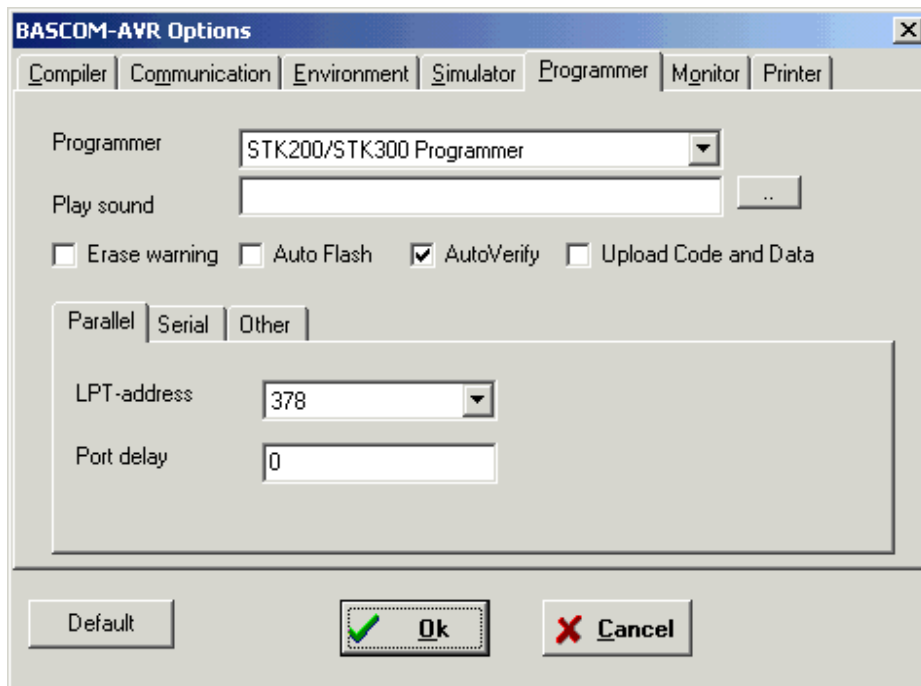 BASCOM-AVR Options
Compiler Communication Environment Simulator Programmer Monitor Printer
Programmer STK200/STK300 Programmer
Play sound ..
Erase warning Auto Flash AutoVerify Upload Code and Data
Parallel Serial Other
LPT-address 378
Port delay 0
Default Ok Cancel